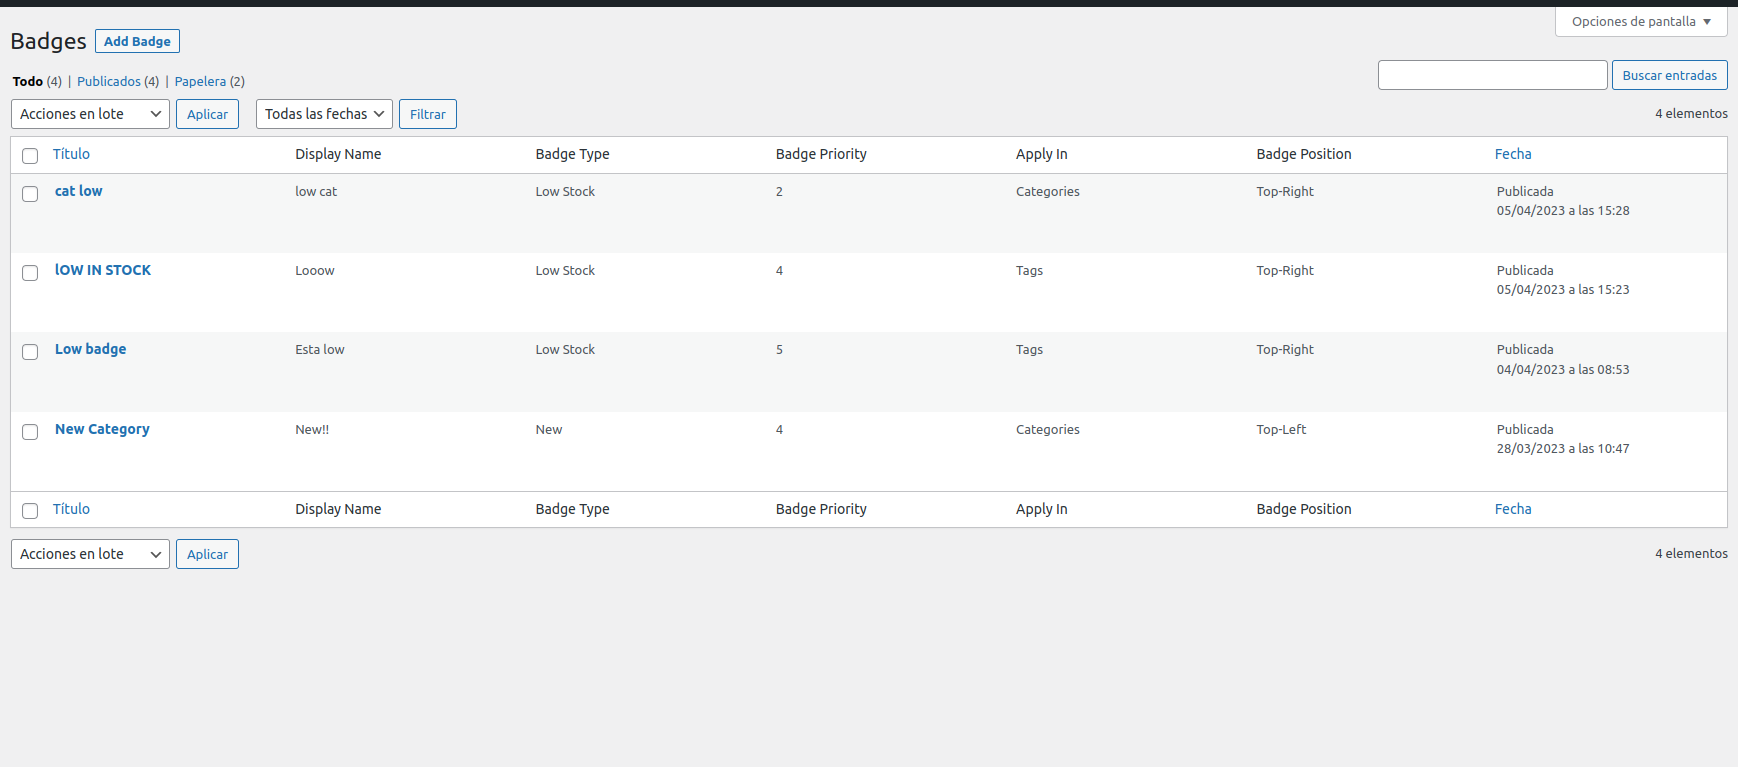 Opciones de pantalla
Badges Add Badge
Todo (4) | Publicados (4) | Papelera (2)
Buscar entradas
Acciones en lote Aplicar Todas las fechas Filtrar 4 elementos
Título Display Name Badge Type Badge Priority Apply In Badge Position Fecha
cat low low cat Low Stock 2 Categories Top-Right Publicada
05/04/2023 a las 15:28
lOW IN STOCK Looow Low Stock 4 Tags Top-Right Publicada
05/04/2023 a las 15:23
Low badge Esta low Low Stock 5 Tags Top-Right Publicada
04/04/2023 a las 08:53
New Category New!! New 4 Categories Top-Left Publicada
28/03/2023 a las 10:47
Título Display Name Badge Type Badge Priority Apply In Badge Position Fecha
Acciones en lote Aplicar 4 elementos